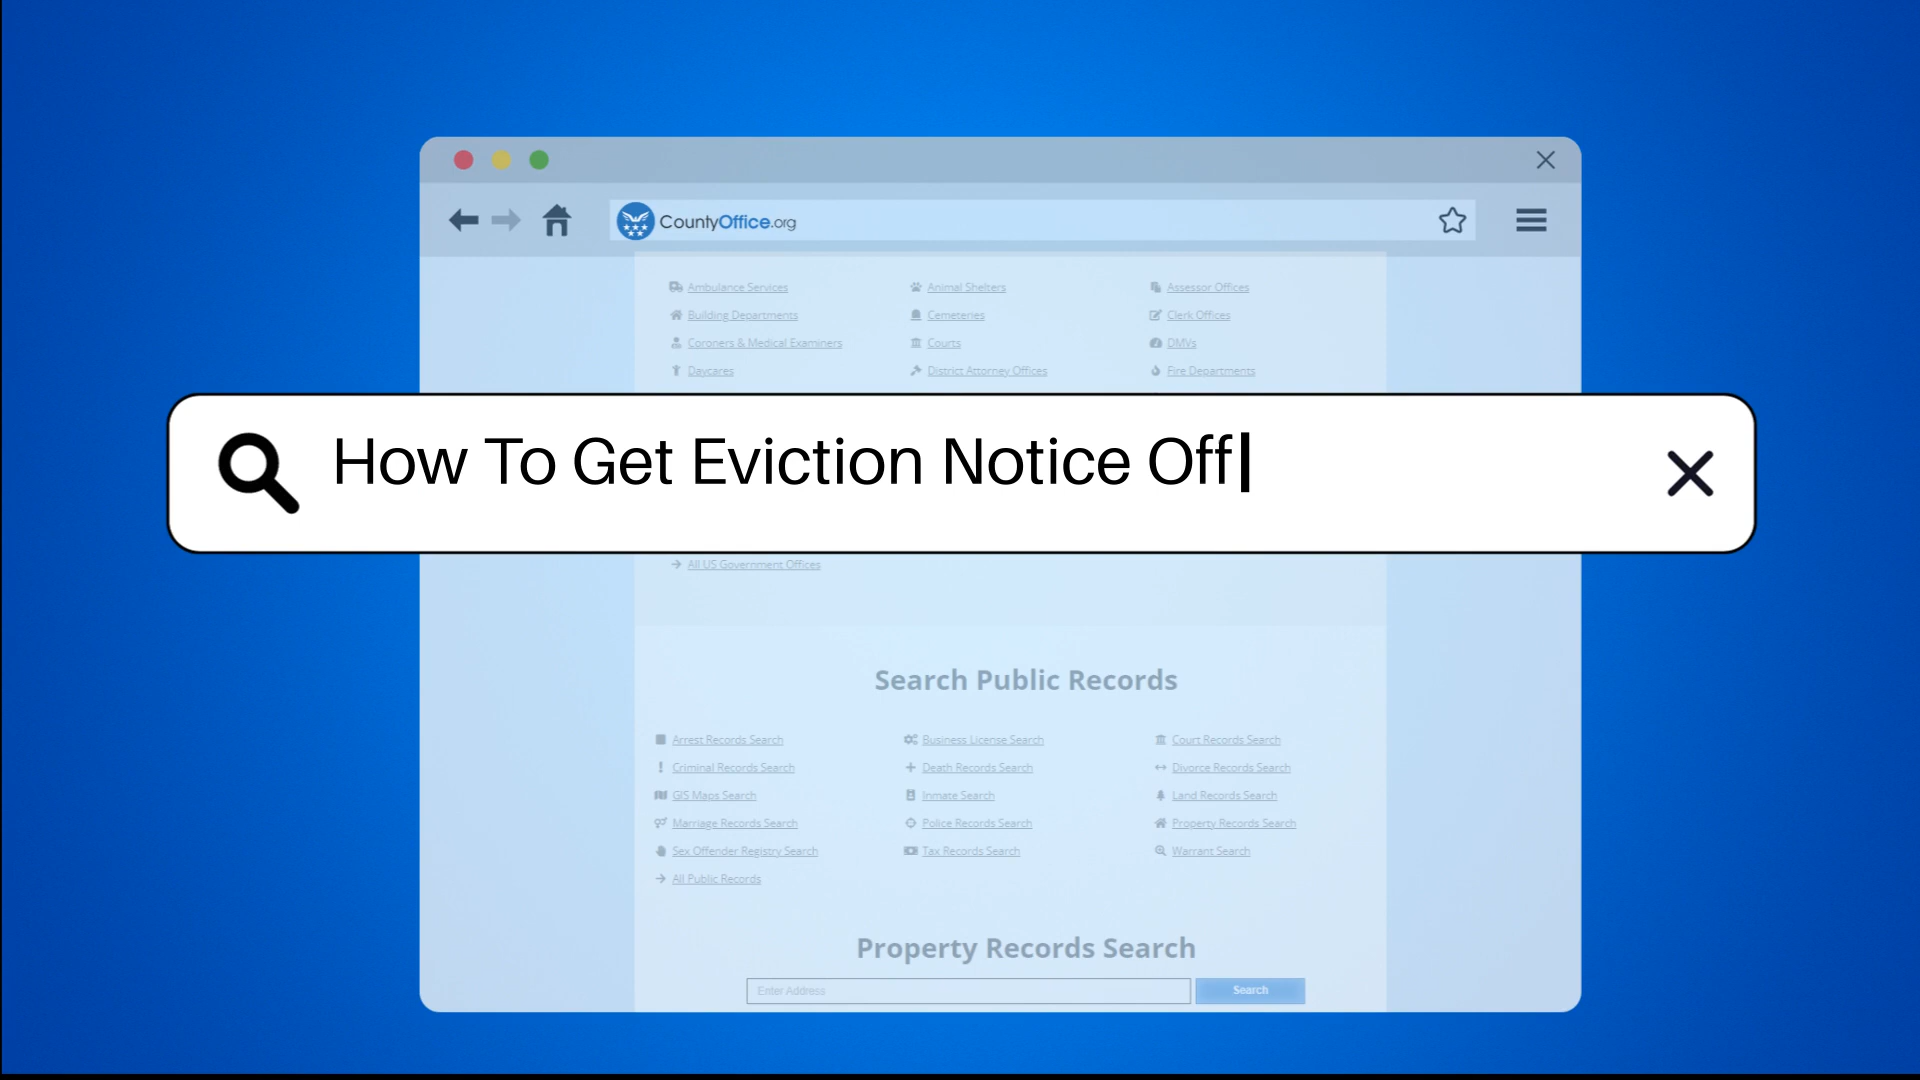 CountyOffice.org
Ambulance Services Animal Shelters Assessor Offices
Building Departments Cemeteries Clerk Offices
Coroners & Medical Examiners Courts DMVs
Daycares District Attorney Offices Fire Departments
How To Get Eviction Notice Off
All US Government Offices
Search Public Records
Arrest Records Search Business License Search Court Records Search
Criminal Records Search Death Records Search Divorce Records Search
GIS Maps Search Inmate Search Land Records Search
Marriage Records Search Police Records Search Property Records Search
Sex Offender Registry Search Tax Records Search Warrant Search
All Public Records
Property Records Search
Enter Address Search